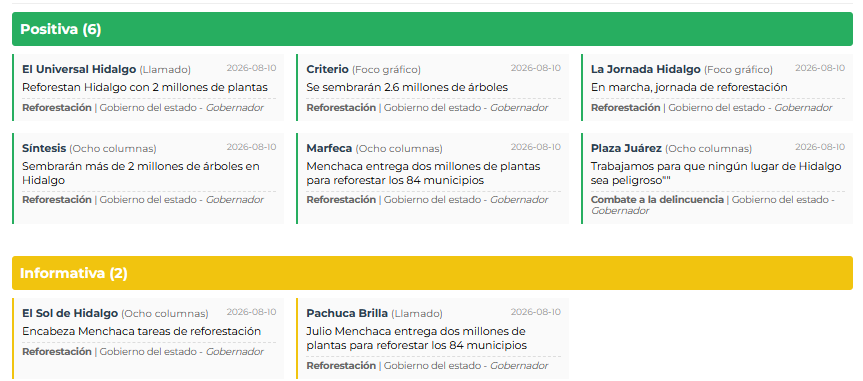 Positiva (6)
El Universal Hidalgo (Llamado) 2026-08-10
Reforestan Hidalgo con 2 millones de plantas
Reforestación | Gobierno del estado - Gobernador
Criterio (Foco gráfico) 2026-08-10
Se sembrarán 2.6 millones de árboles
Reforestación | Gobierno del estado - Gobernador
La Jornada Hidalgo (Foco gráfico) 2026-08-10
En marcha, jornada de reforestación
Reforestación | Gobierno del estado - Gobernador
Síntesis (Ocho columnas) 2026-08-10
Sembrarán más de 2 millones de árboles en
Hidalgo
Reforestación | Gobierno del estado - Gobernador
Marfeca (Ocho columnas) 2026-08-10
Menchaca entrega dos millones de plantas
para reforestar los 84 municipios
Reforestación | Gobierno del estado - Gobernador
Plaza Juárez (Ocho columnas) 2026-08-10
Trabajamos para que ningún lugar de Hidalgo
sea peligroso""
Combate a la delincuencia | Gobierno del estado -
Gobernador
Informativa (2)
El Sol de Hidalgo (Ocho columnas) 2026-08-10
Encabeza Menchaca tareas de reforestación
Reforestación | Gobierno del estado - Gobernador
Pachuca Brilla (Llamado) 2026-08-10
Julio Menchaca entrega dos millones de
plantas para reforestar los 84 municipios
Reforestación | Gobierno del estado - Gobernador